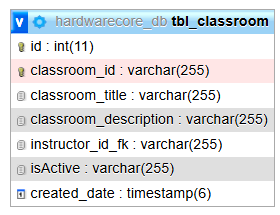 v hardwarecore_db tbl_classroom
id : int(11)
classroom_id : varchar(255)
classroom_title : varchar(255)
classroom_description : varchar(255)
instructor_id_fk : varchar(255)
isActive : varchar(255)
created_date : timestamp(6)